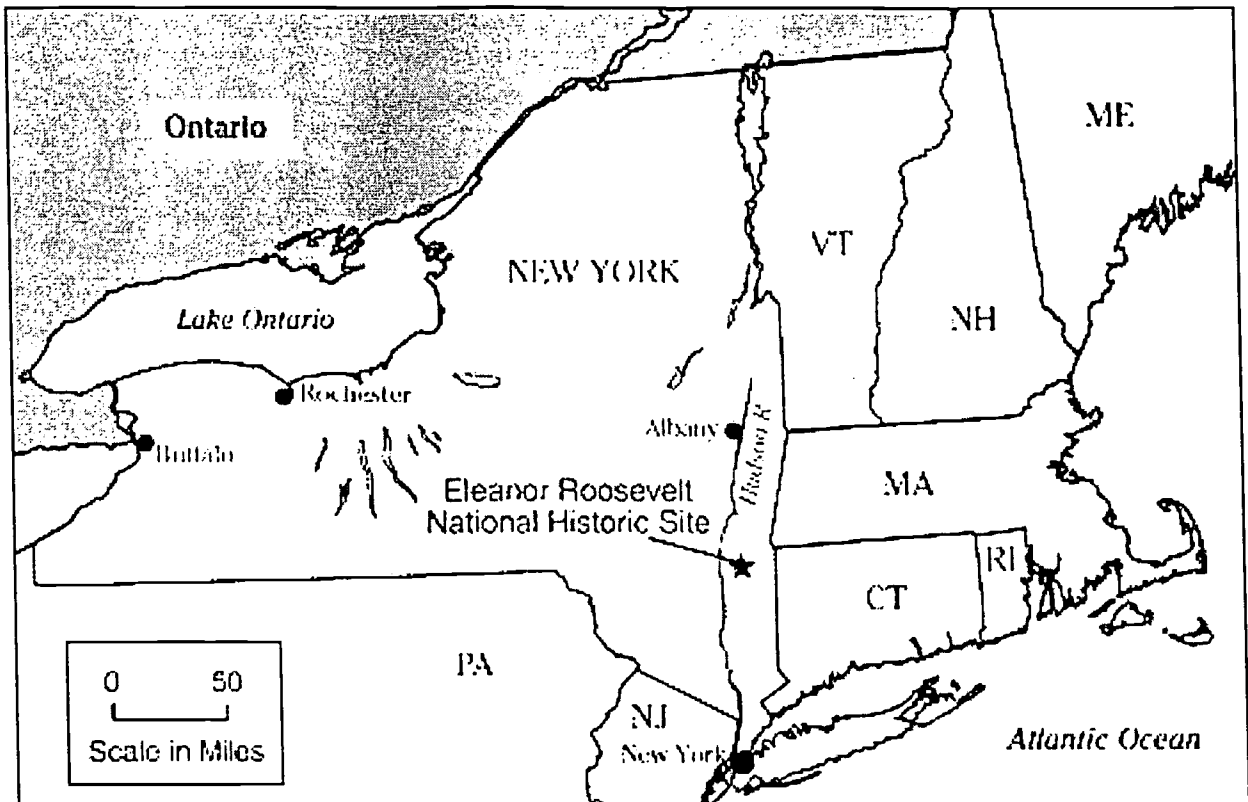 Ontario
ME
NEW YORK
VT
NH
Lake Ontario
Rochester
Albany
Hudson R
Buffalo
MA
Eleanor Roosevelt
National Historic Site
RI
CT
PA
0 50
Scale in Miles
NJ
New York
Atlantic Ocean